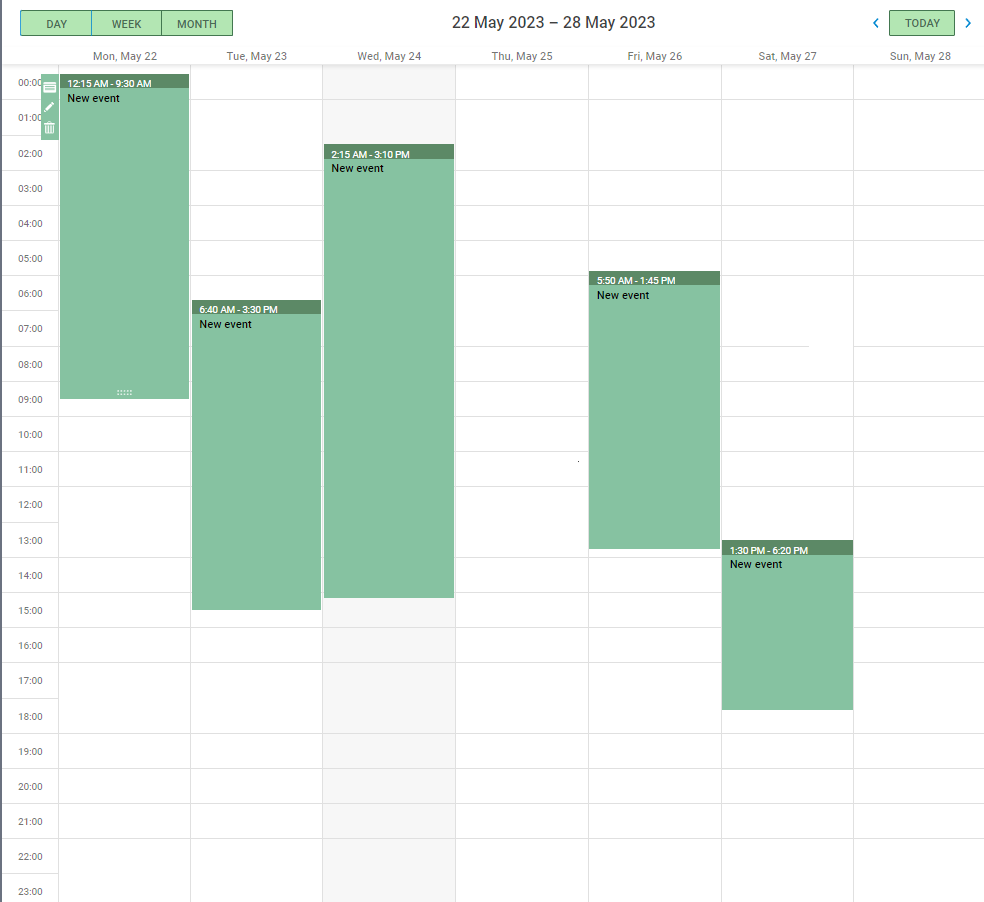 DAY WEEK MONTH 22 May 2023 – 28 May 2023 TODAY
Mon, May 22 Tue, May 23 Wed, May 24 Thu, May 25 Fri, May 26 Sat, May 27 Sun, May 28
00:00 12:15 AM - 9:30 AM
New event
01:00
02:00 2:15 AM - 3:10 PM
New event
03:00
04:00
05:00
5:50 AM - 1:45 PM
06:00 New event
6:40 AM - 3:30 PM
07:00 New event
08:00
09:00
10:00
11:00
12:00
13:00
1:30 PM - 6:20 PM
New event
14:00
15:00
16:00
17:00
18:00
19:00
20:00
21:00
22:00
23:00